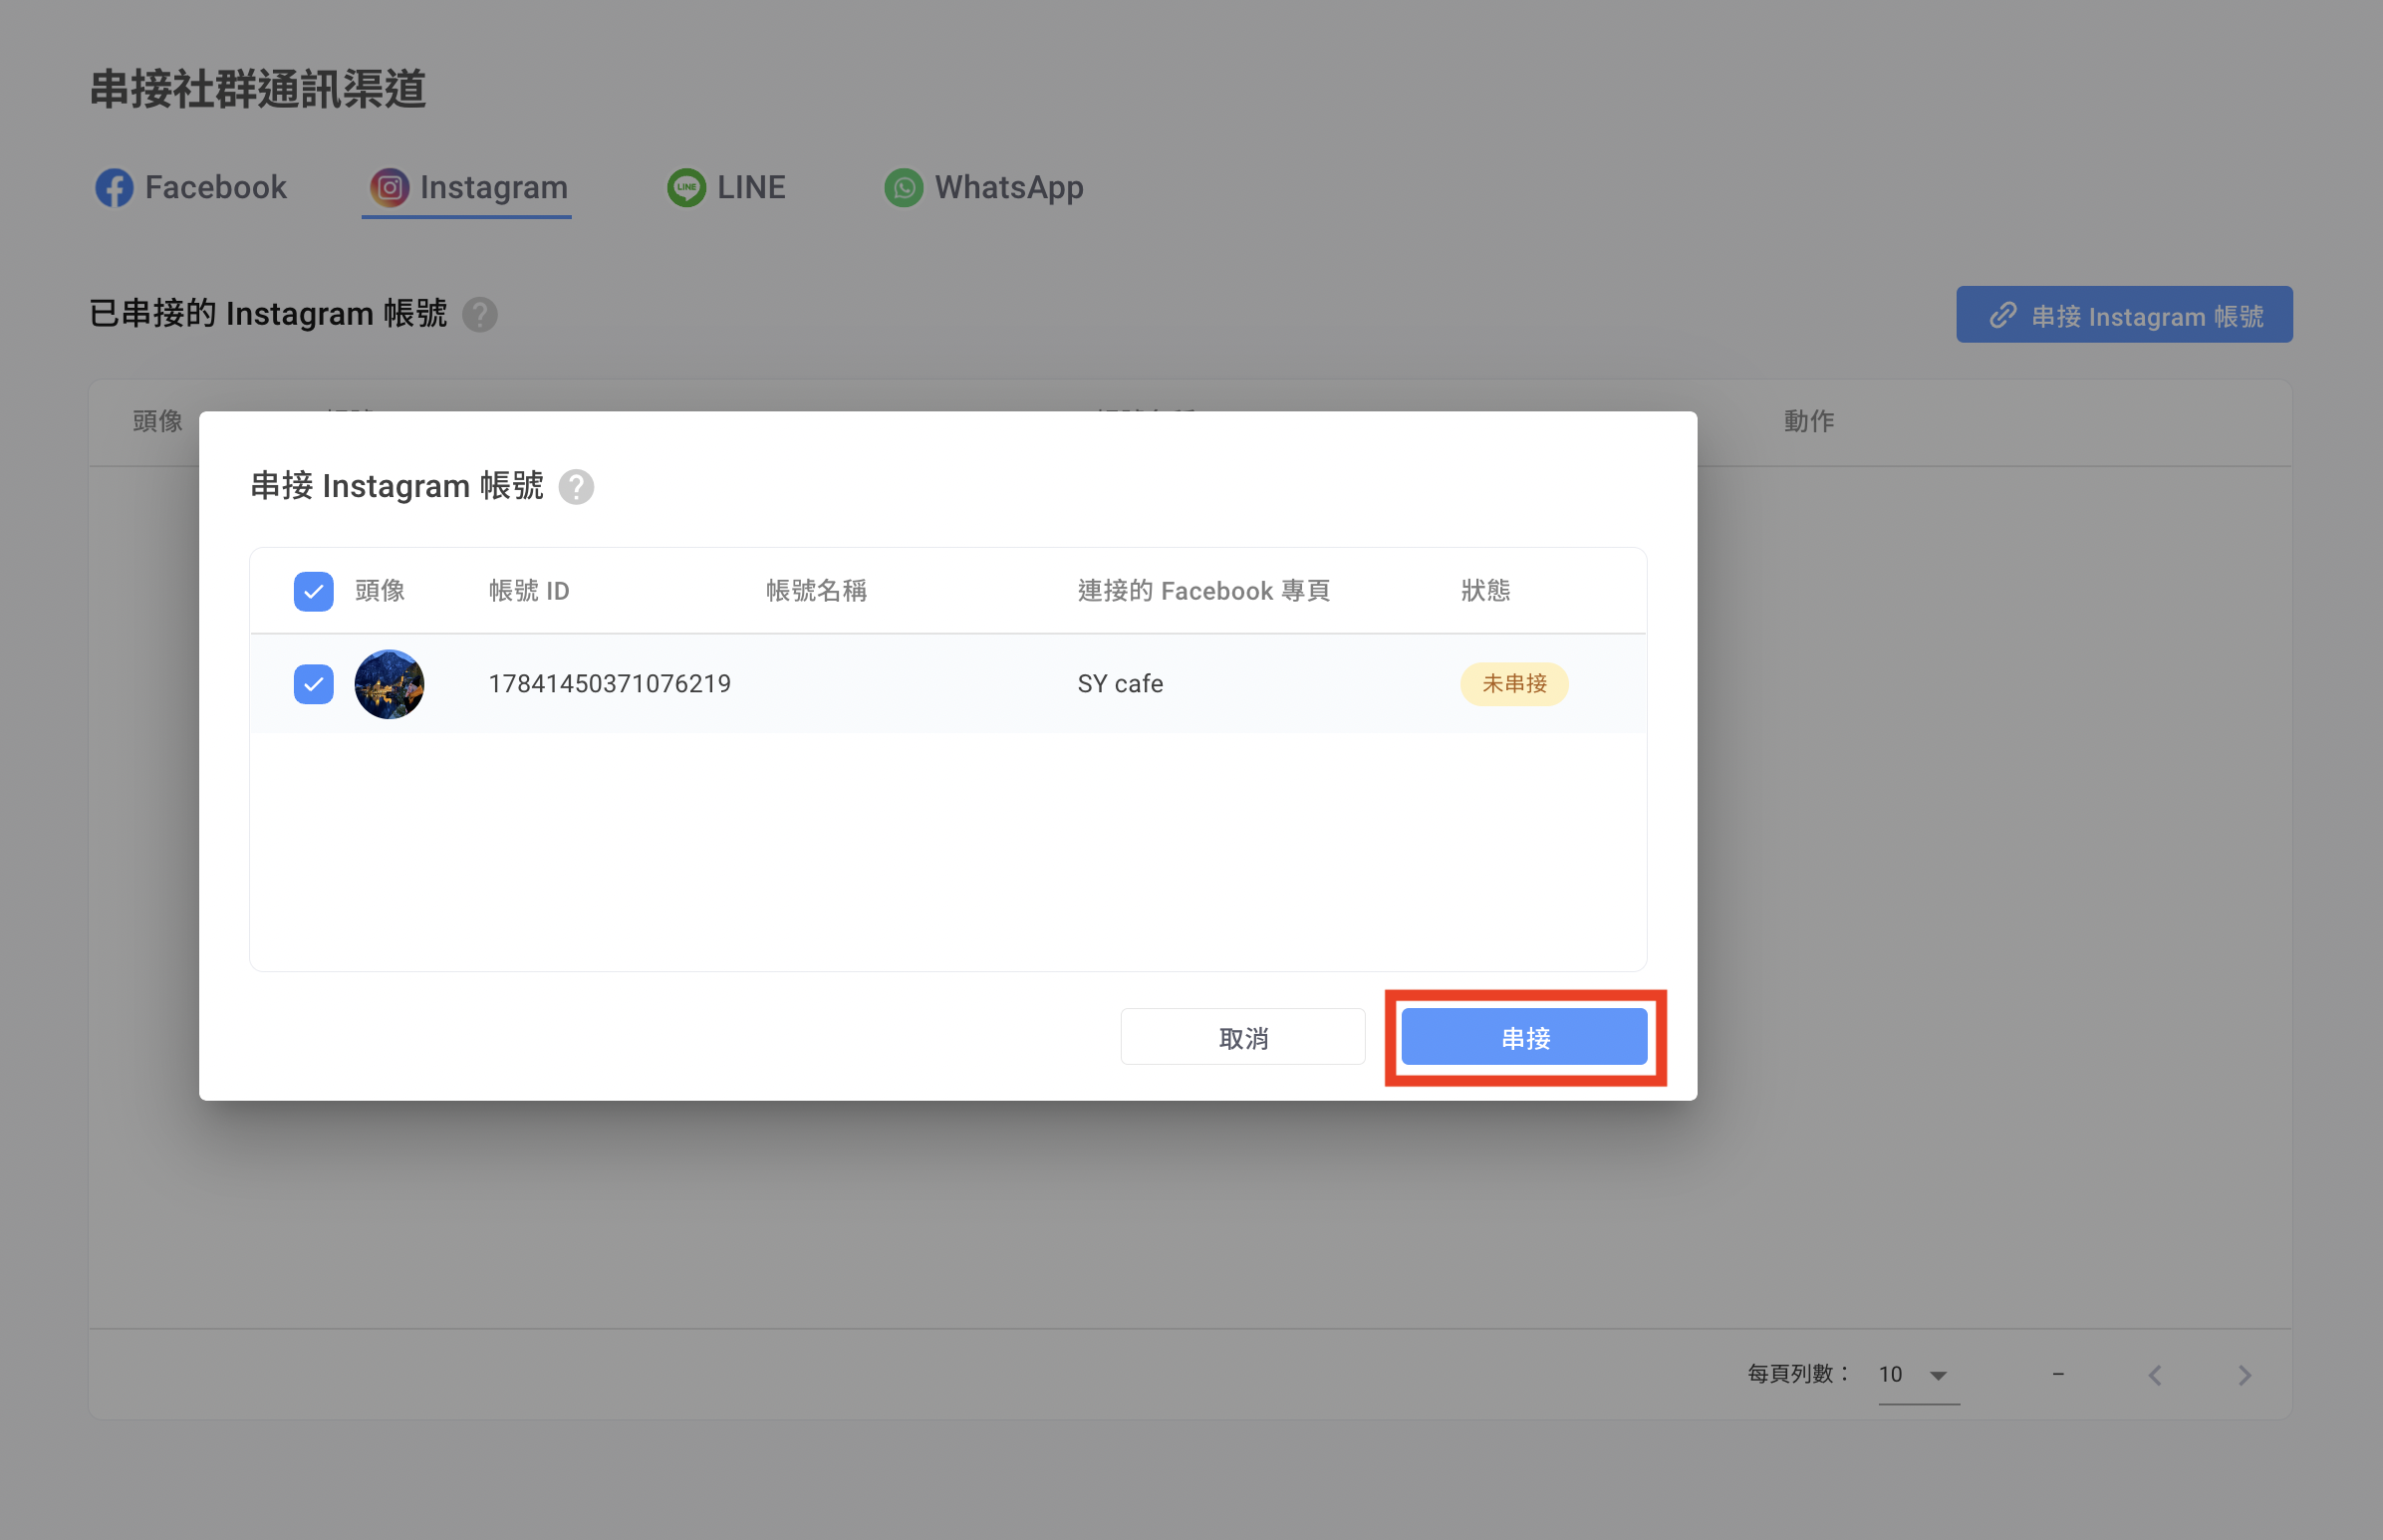 串接社群通訊渠道
Facebook Instagram LINE WhatsApp
已串接的 Instagram 帳號 ?
串接 Instagram 帳號
頭像 動作
串接 Instagram 帳號 ?
頭像 帳號 ID 帳號名稱 連接的 Facebook 專頁 狀態
17841450371076219 SY cafe 未串接
取消 串接
每頁列數： 10 –